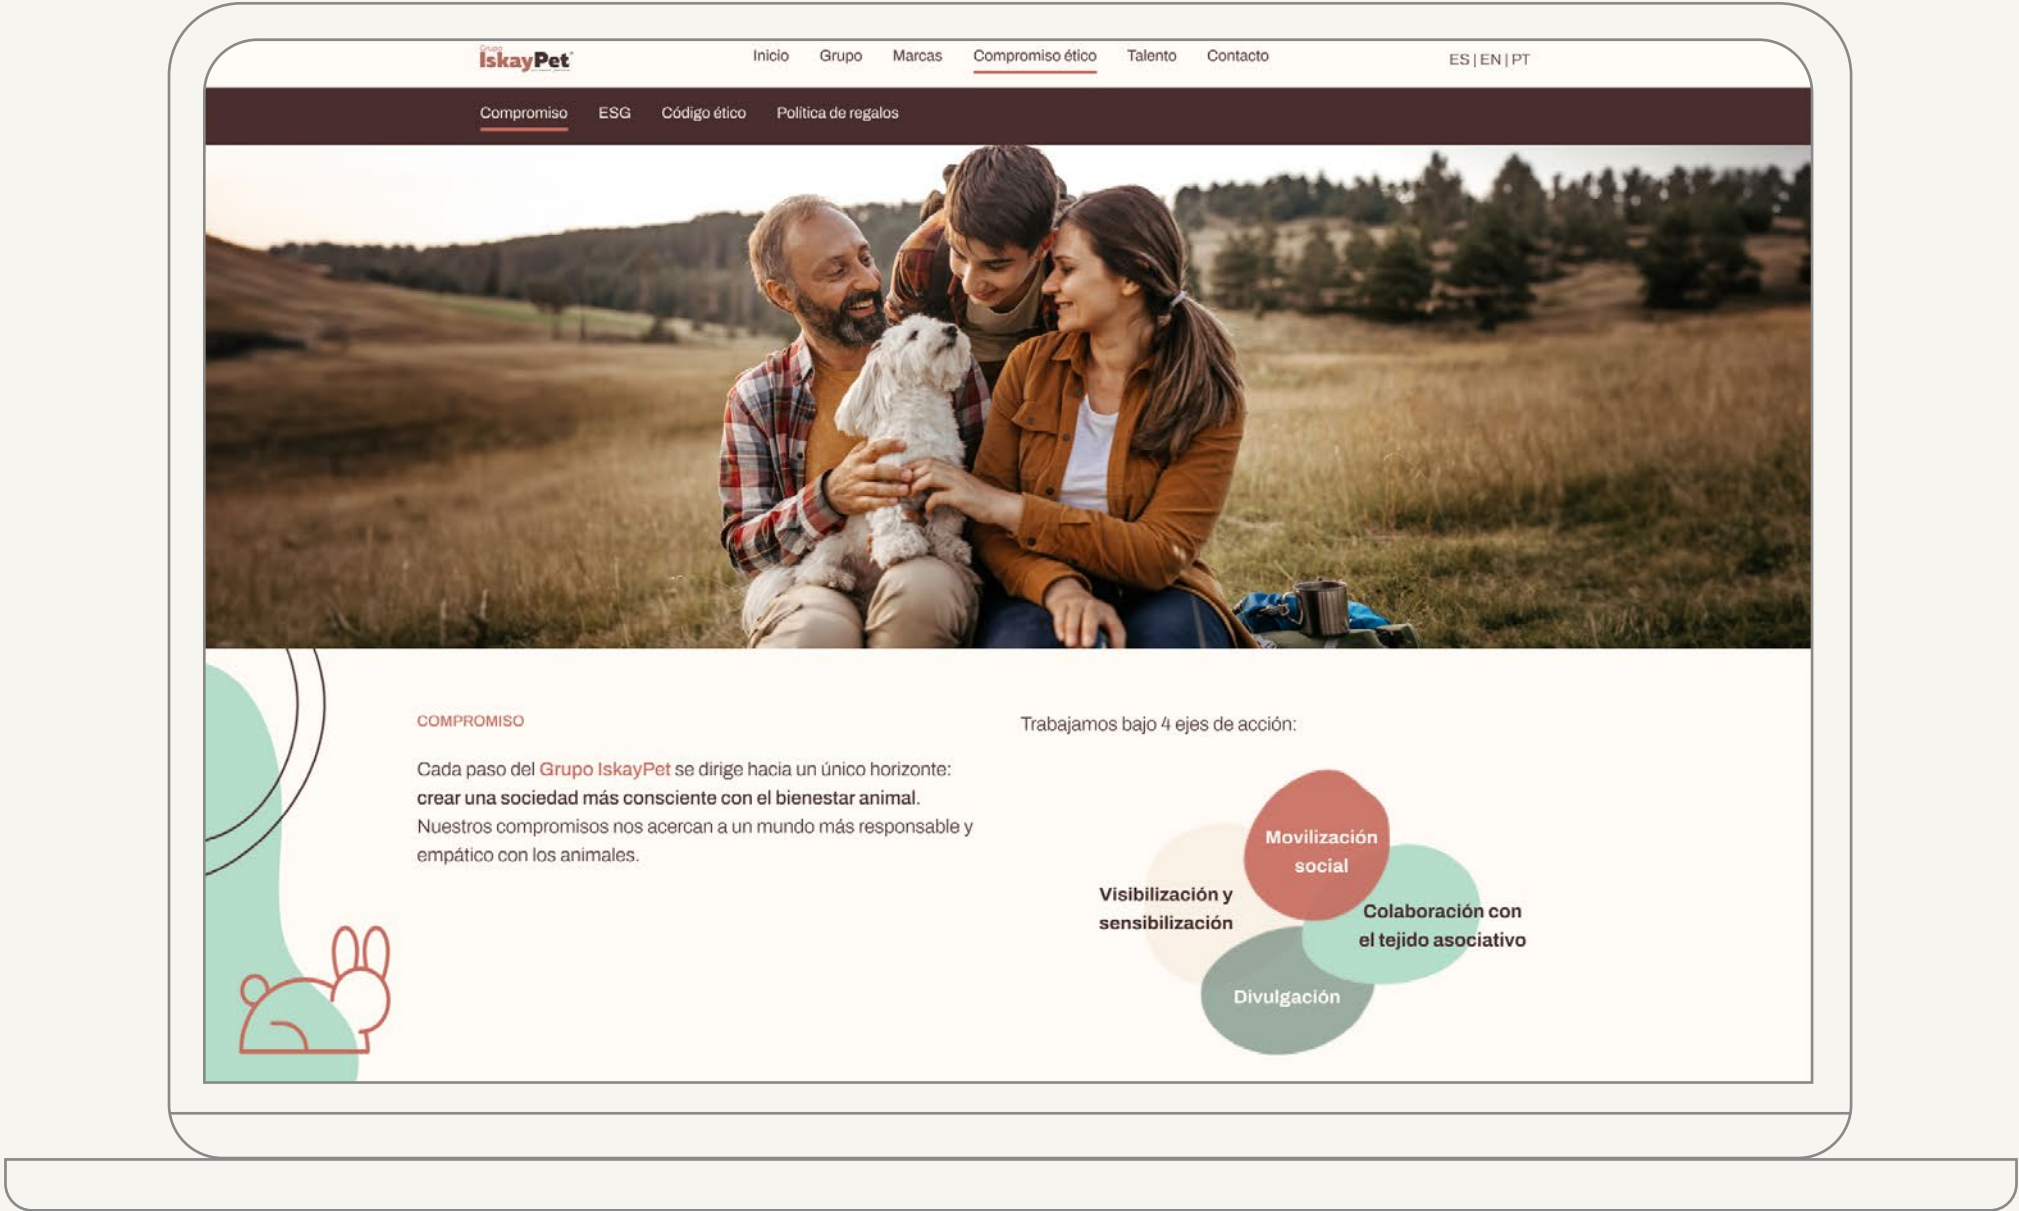 Grupo
IskayPet
Inicio Grupo Marcas Compromiso ético Talento Contacto
ES | EN | PT
Compromiso ESG Código ético Política de regalos
COMPROMISO
Cada paso del Grupo IskayPet se dirige hacia un único horizonte:
crear una sociedad más consciente con el bienestar animal.
Nuestros compromisos nos acercan a un mundo más responsable y
empático con los animales.
Trabajamos bajo 4 ejes de acción:
Movilización
social
Visibilización y
sensibilización
Colaboración con
el tejido asociativo
Divulgación